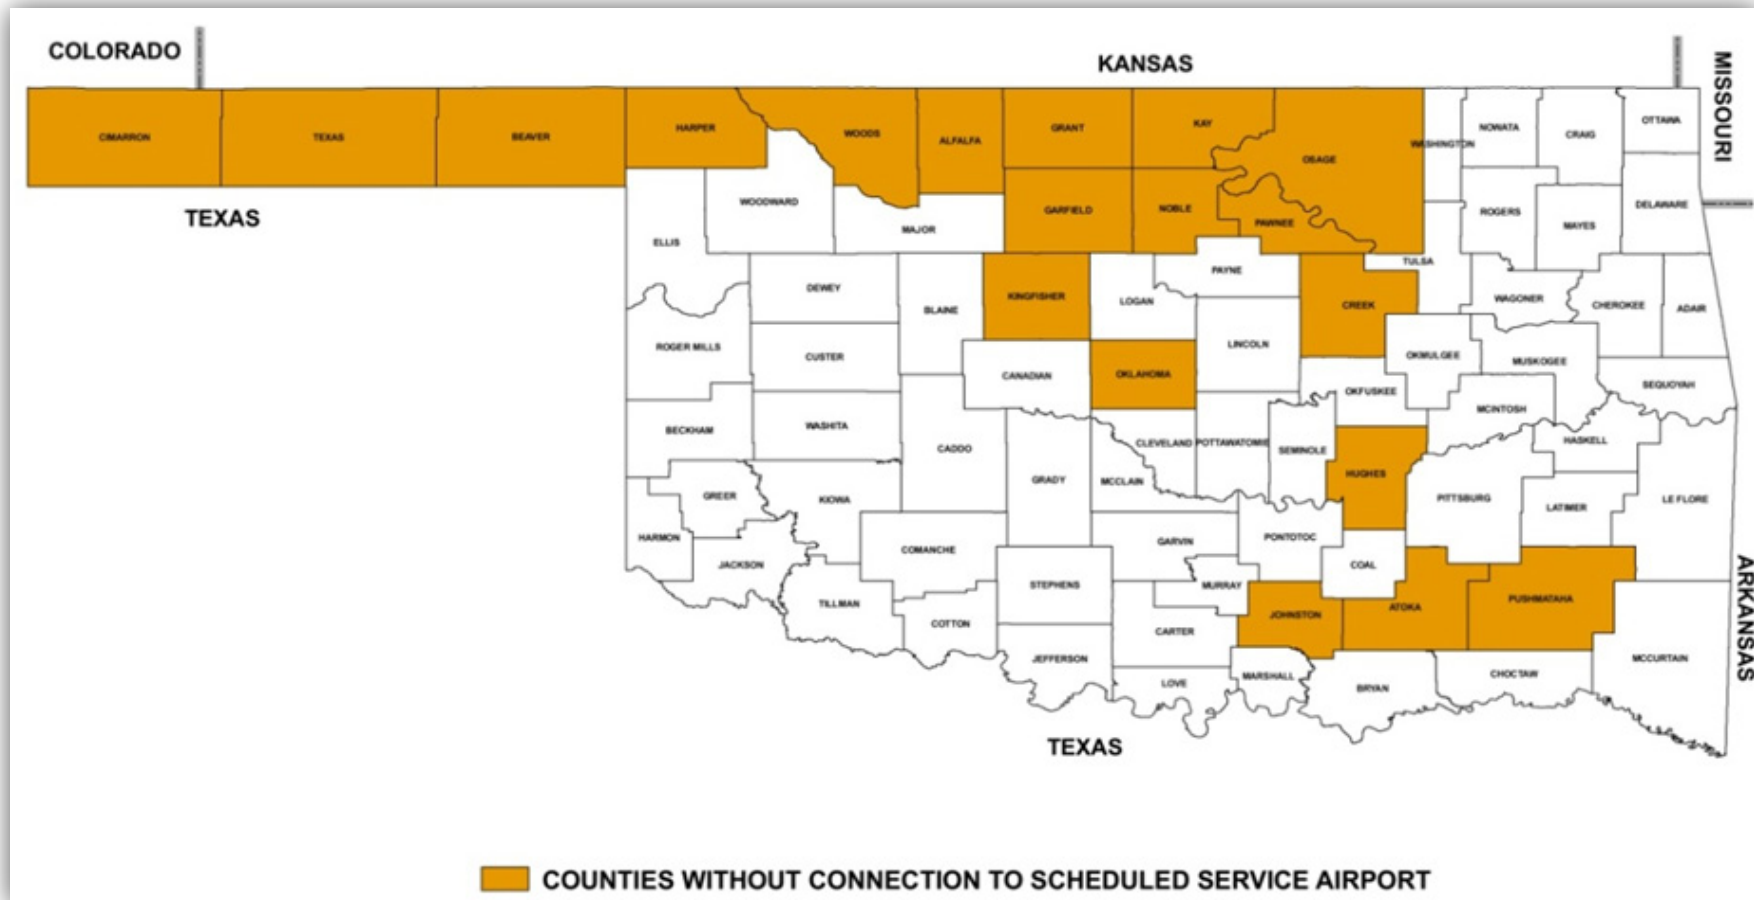 COLORADO
KANSAS
MISSOURI
CIMARRON
TEXAS
BEAVER
HARPER
WOODS
ALFALFA
GRANT
KAY
OSAGE
WASHINGTON
NOWATA
CRAIG
OTTAWA
TEXAS
WOODWARD
ELLIS
MAJOR
GARFIELD
NOBLE
PAWNEE
ROGERS
MAYES
DELAWARE
DEWEY
BLAINE
KINGFISHER
LOGAN
PAYNE
CREEK
TULSA
WAGONER
CHEROKEE
ADAIR
ROGER MILLS
CUSTER
CANADIAN
OKLAHOMA
LINCOLN
OKMULGEE
MUSKOGEE
OKFUSKEE
SEQUOYAH
BECKHAM
WASHITA
CADDO
CLEVELAND
POTTAWATOMIE
SEMINOLE
MCINTOSH
HASKELL
GREER
KIOWA
GRADY
MCCLAIN
HUGHES
PITTSBURG
LATIMER
LE FLORE
HARMON
JACKSON
COMANCHE
GARVIN
PONTOTOC
COAL
TILLMAN
STEPHENS
MURRAY
COTTON
CARTER
JOHNSTON
ATOKA
PUSHMATAHA
ARKANSAS
JEFFERSON
LOVE
MARSHALL
BRYAN
CHOCTAW
MCCURTAIN
TEXAS
COUNTIES WITHOUT CONNECTION TO SCHEDULED SERVICE AIRPORT